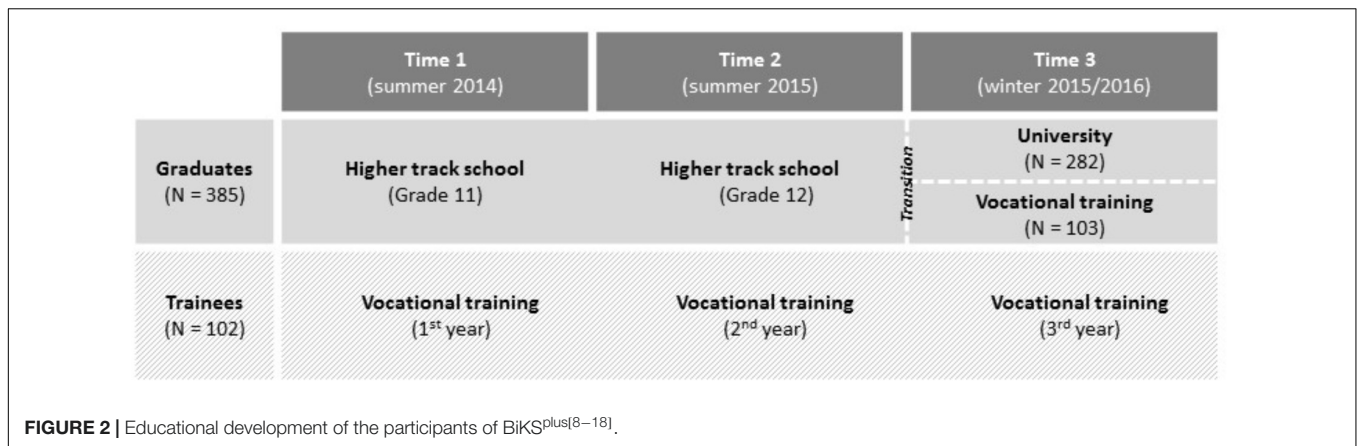 Time 1
(summer 2014)
Time 2
(summer 2015)
Time 3
(winter 2015/2016)
Graduates
(N = 385)
Higher track school
(Grade 11)
Higher track school
(Grade 12)
Transition
University
(N = 282)
Vocational training
(N = 103)
Trainees
(N = 102)
Vocational training
(1st year)
Vocational training
(2nd year)
Vocational training
(3rd year)
FIGURE 2 | Educational development of the participants of BiKSplus[8−18].